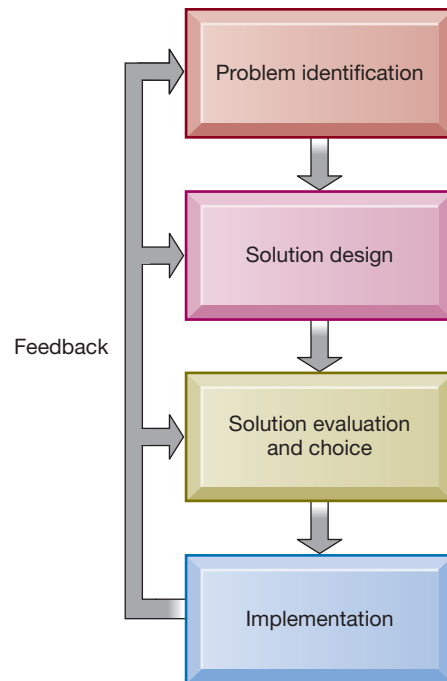 Problem identification
Solution design
Feedback
Solution evaluation
and choice
Implementation